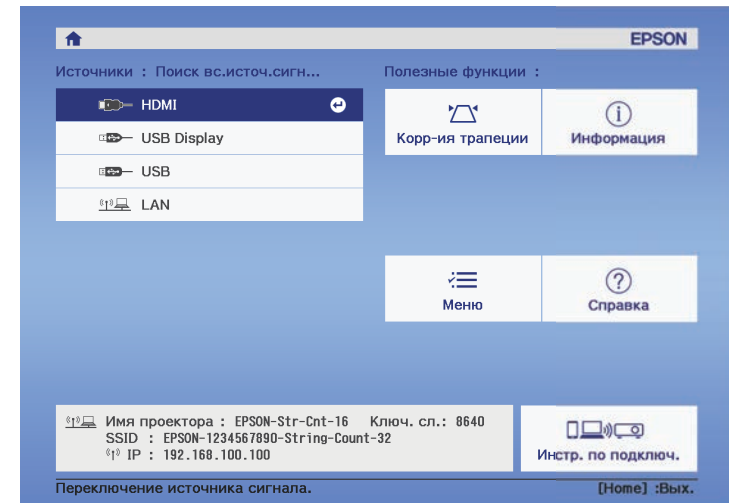 EPSON
Источники : Поиск вс.источ.сигн...
Полезные функции :
HDMI
USB Display
USB
LAN
Корр-ия трапеции
Информация
Меню
Справка
Имя проектора : EPSON-Str-Cnt-16 Ключ. сл.: 8640
SSID : EPSON-1234567890-String-Count-32
IP : 192.168.100.100
Инстр. по подключ.
Переключение источника сигнала.
[Home] :Вых.